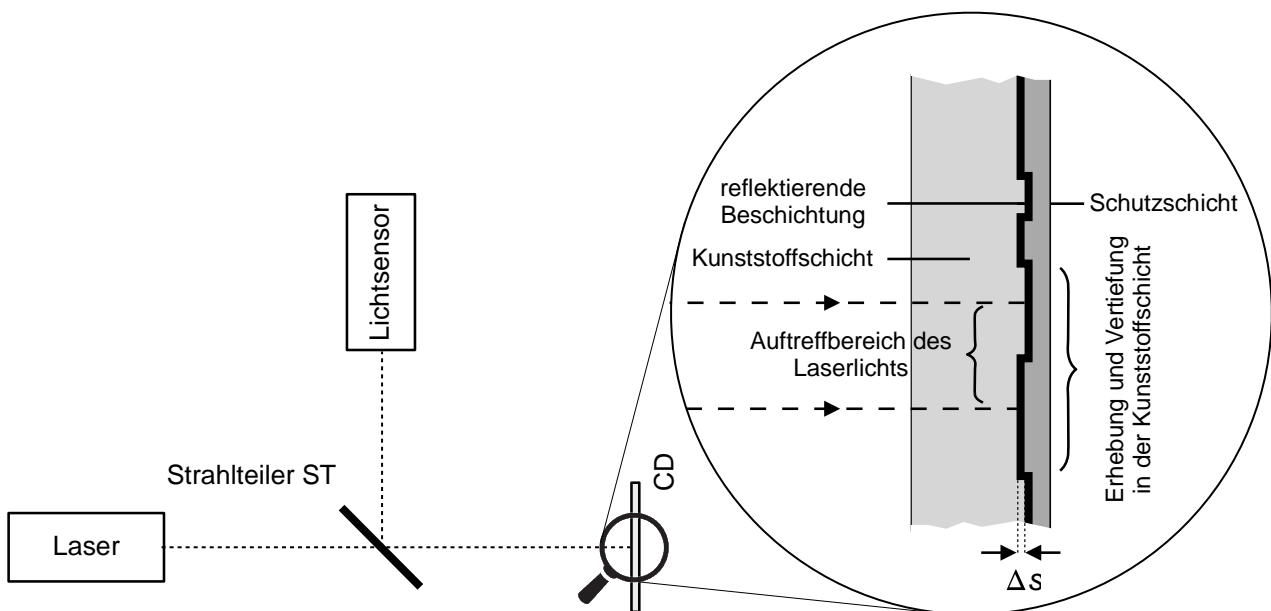 reflektierende
Beschichtung
Schutzschicht
Kunststoffschicht
Auftreffbereich des
Laserlichts
Erhebung und Vertiefung
in der Kunststoffschicht
Lichtsensor
Strahlteiler ST
CD
Laser
Δs